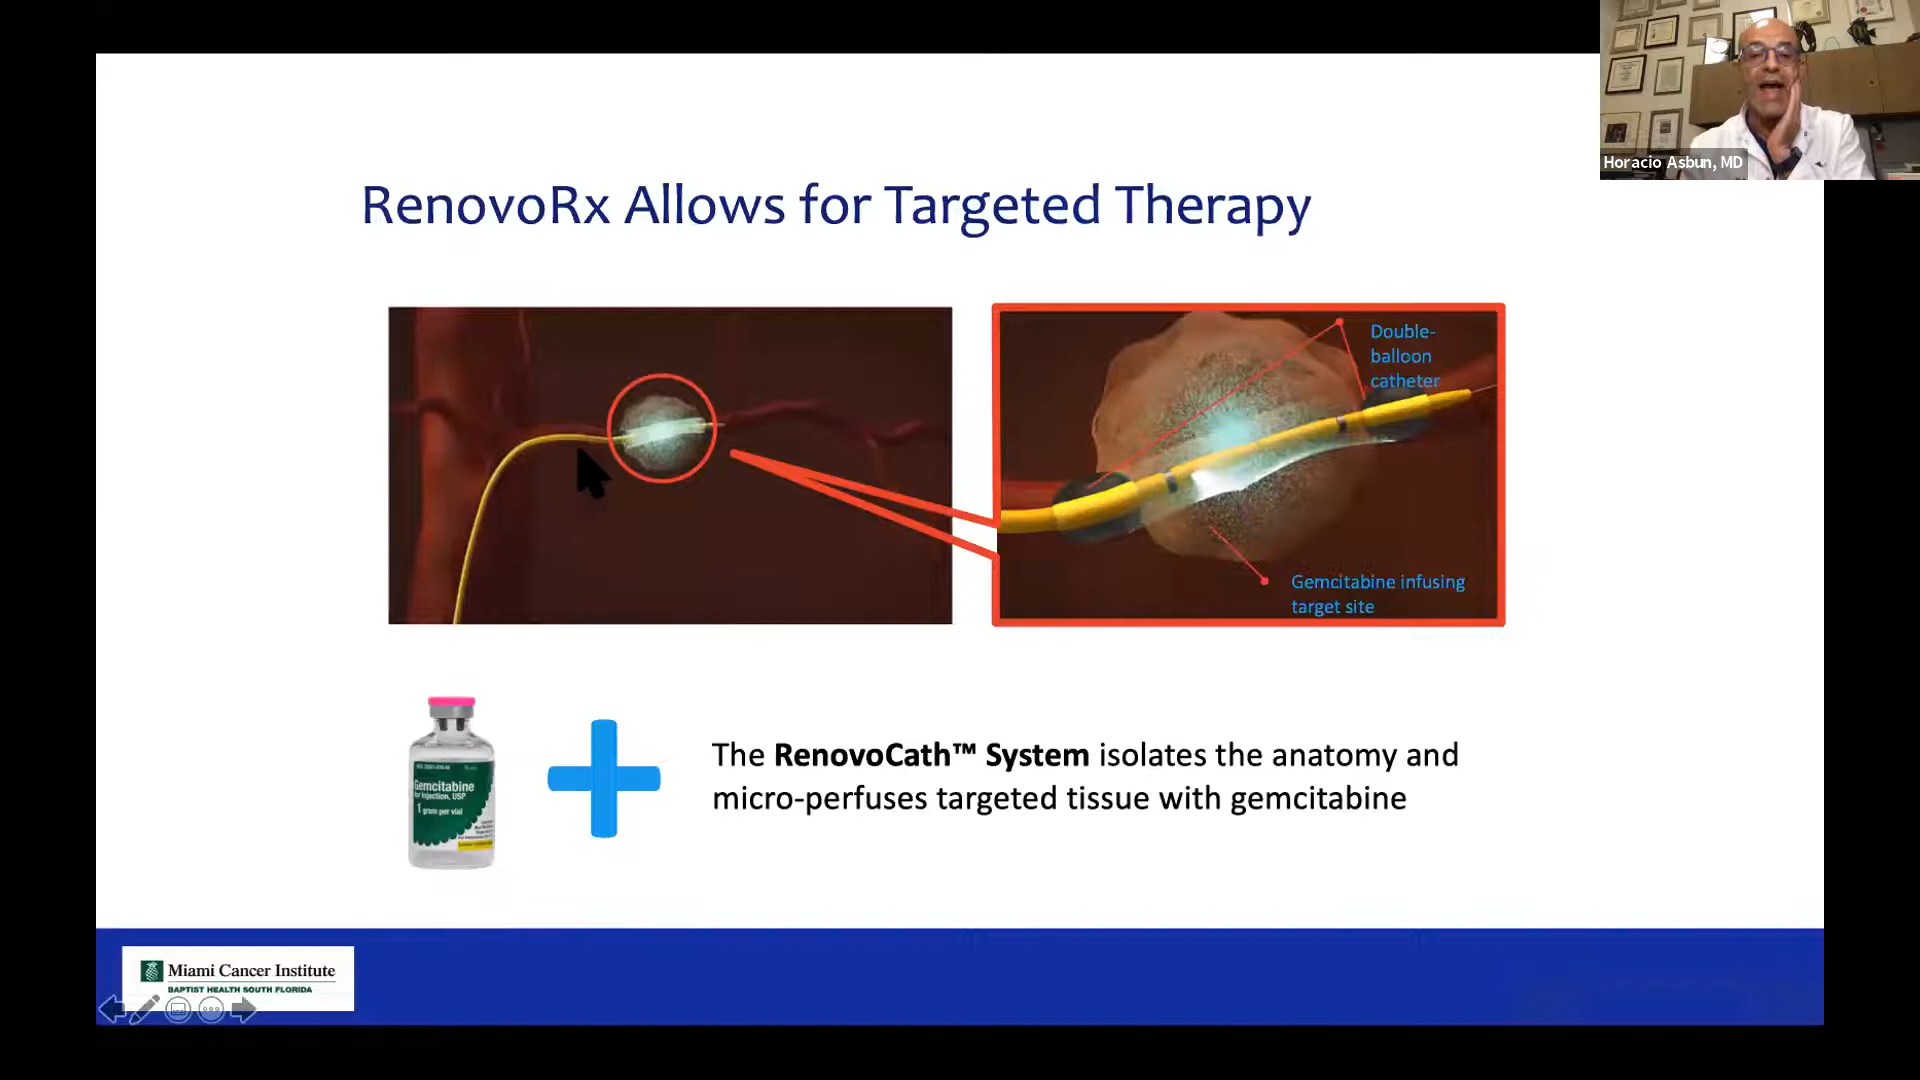 Horacio Asbun, MD
RenovoRx Allows for Targeted Therapy
Double-
balloon
catheter
Gemcitabine infusing
target site
Gemcitabine
for Injection, USP
1 gram per vial
The RenovoCath™ System isolates the anatomy and
micro-perfuses targeted tissue with gemcitabine
Miami Cancer Institute
BAPTIST HEALTH SOUTH FLORIDA